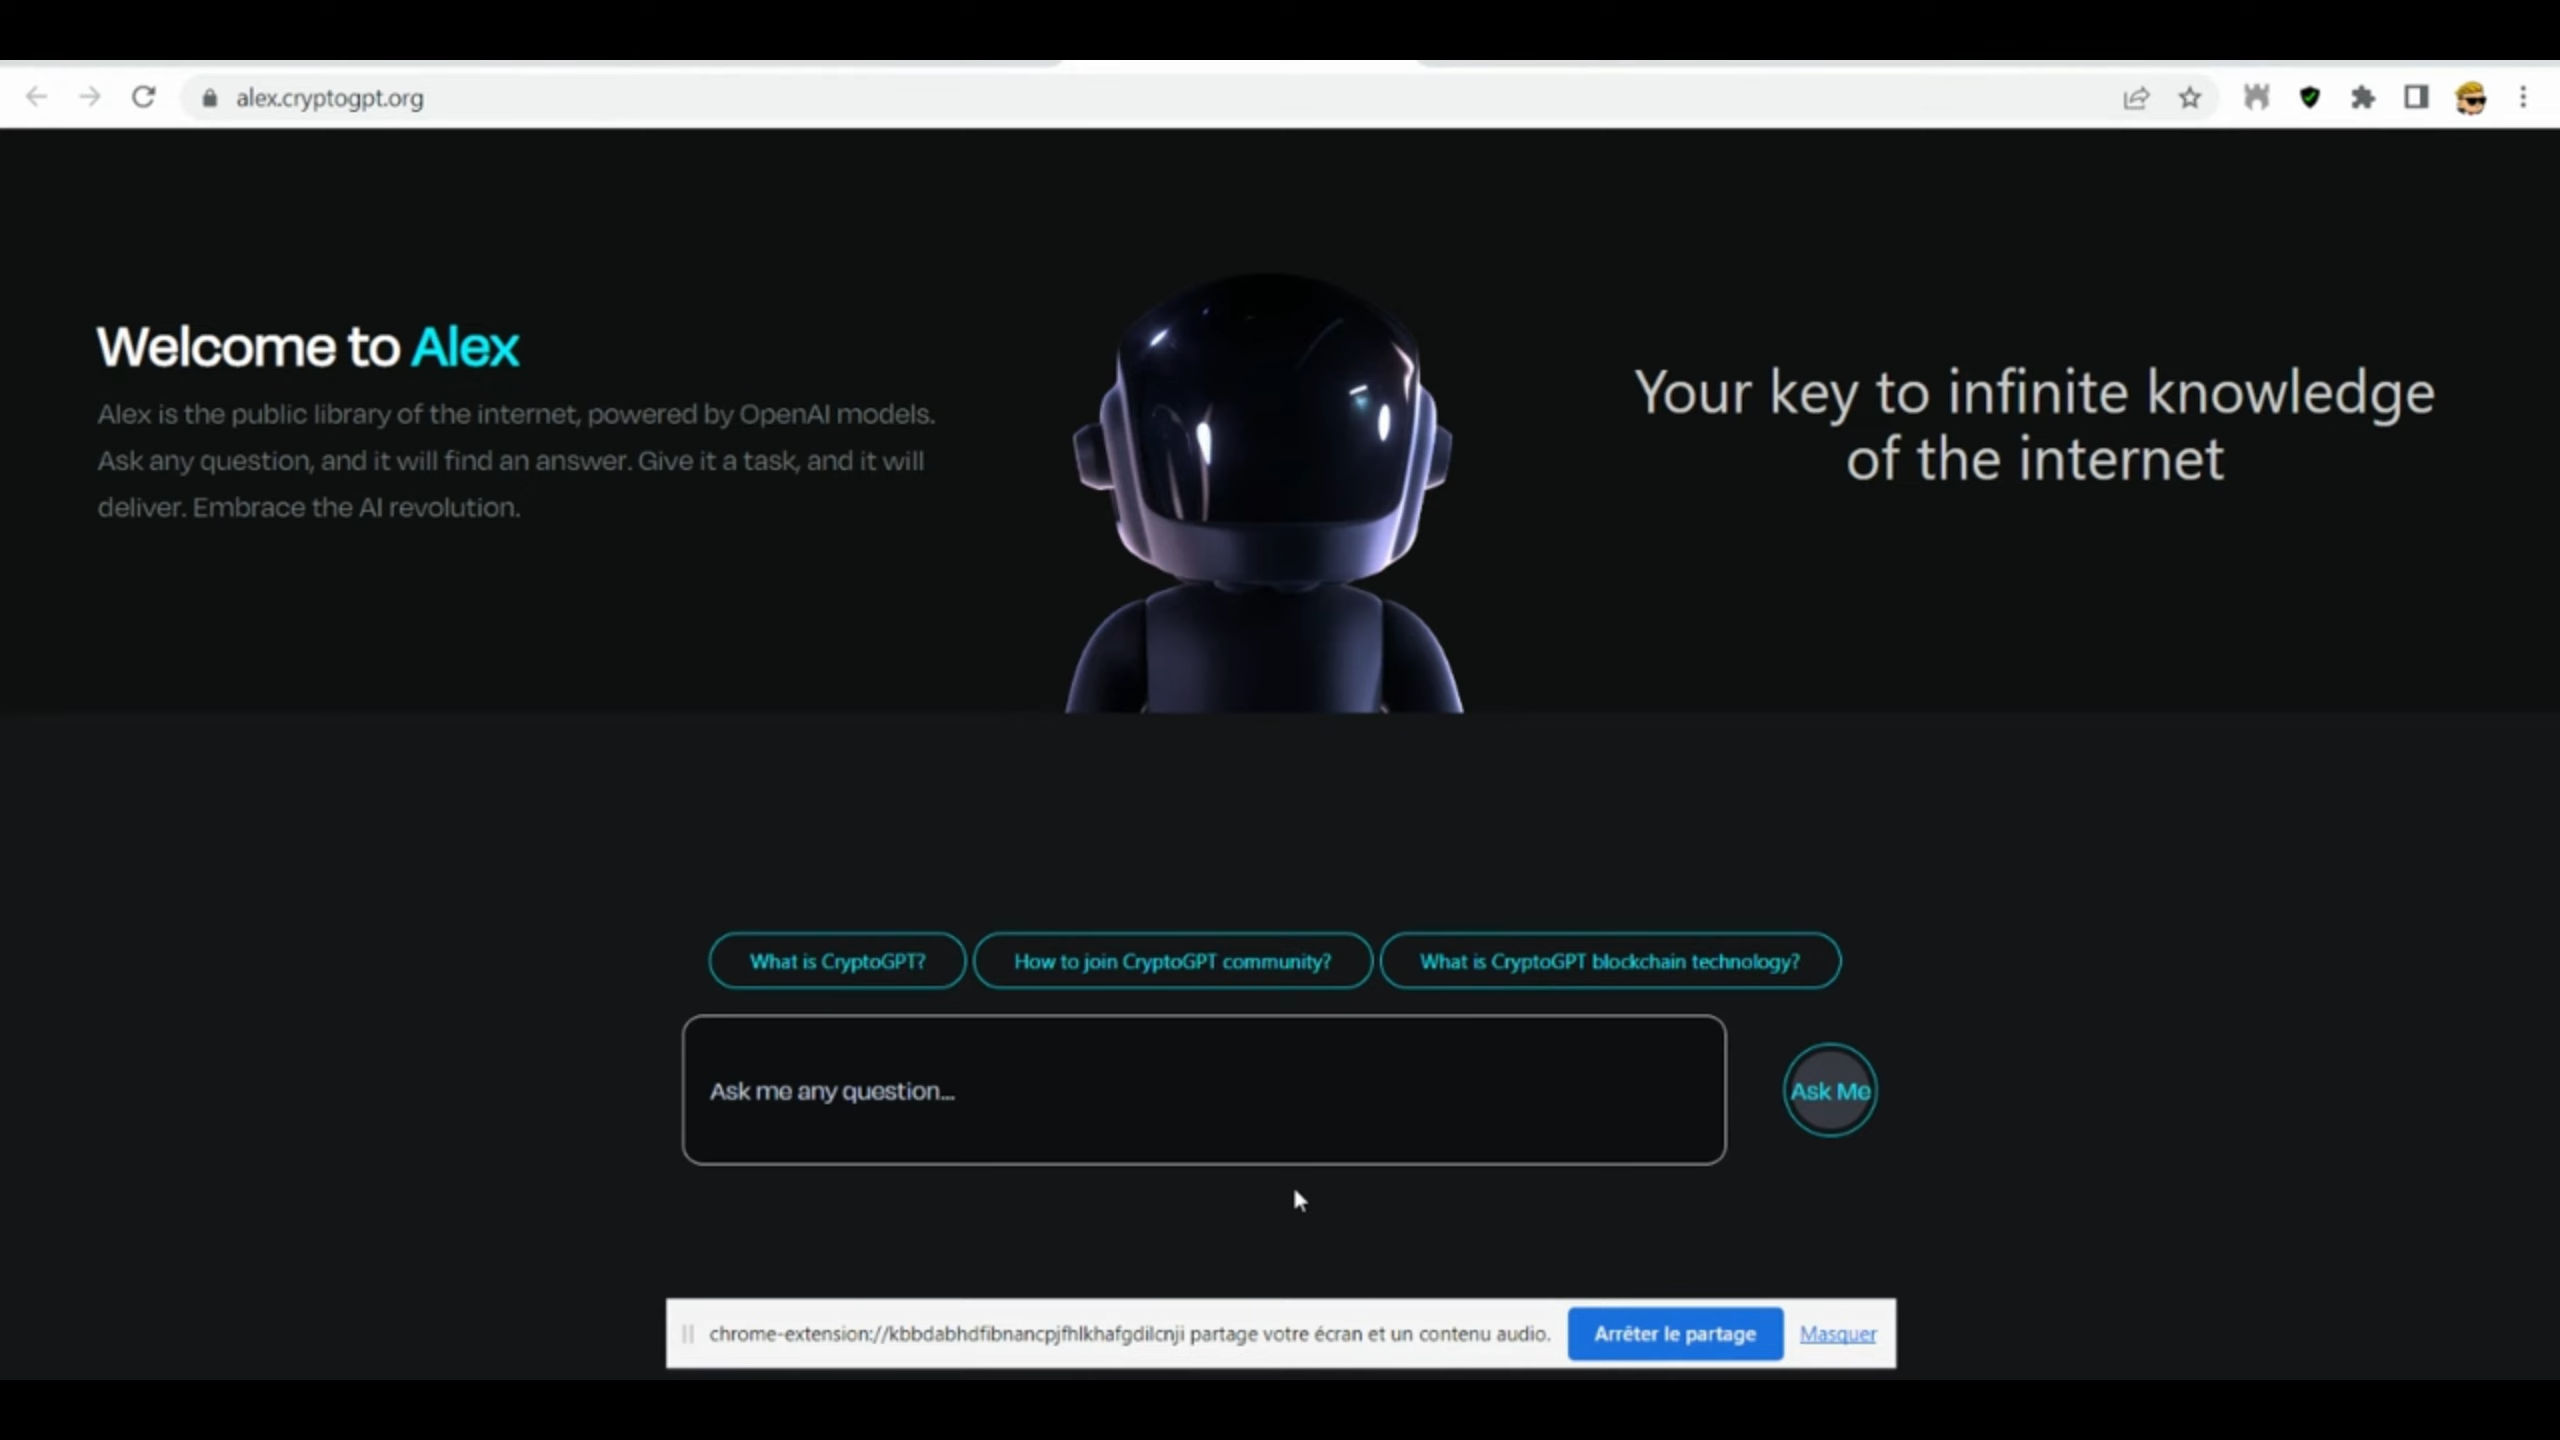 alex.cryptogpt.org
Welcome to Alex
Alex is the public library of the internet, powered by OpenAI models.
Ask any question, and it will find an answer. Give it a task, and it will
deliver. Embrace the AI revolution.
Your key to infinite knowledge
of the internet
What is CryptoGPT?
How to join CryptoGPT community?
What is CryptoGPT blockchain technology?
Ask me any question...
Ask Me
chrome-extension://kbbdabhdfibnancpjfhlkhafgdilcnji partage votre écran et un contenu audio.
Arrêter le partage
Masquer